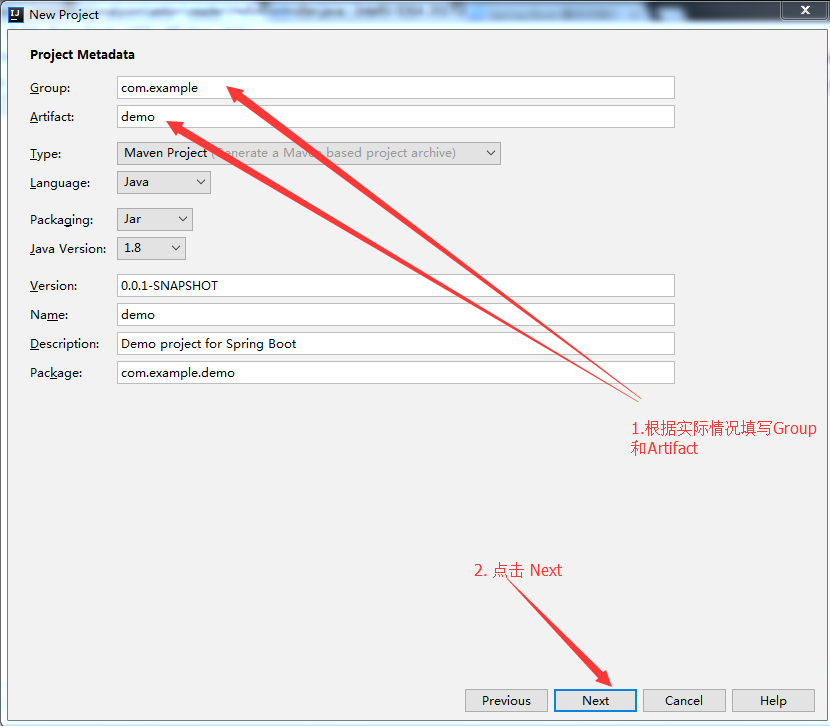 New Project
Project Metadata
Group: com.example
Artifact: demo
Type: Maven Project (Generate a Maven based project archive)
Language: Java
Packaging: Jar
Java Version: 1.8
Version: 0.0.1-SNAPSHOT
Name: demo
Description: Demo project for Spring Boot
Package: com.example.demo
1.根据实际情况填写Group
和Artifact
2. 点击 Next
Previous Next Cancel Help